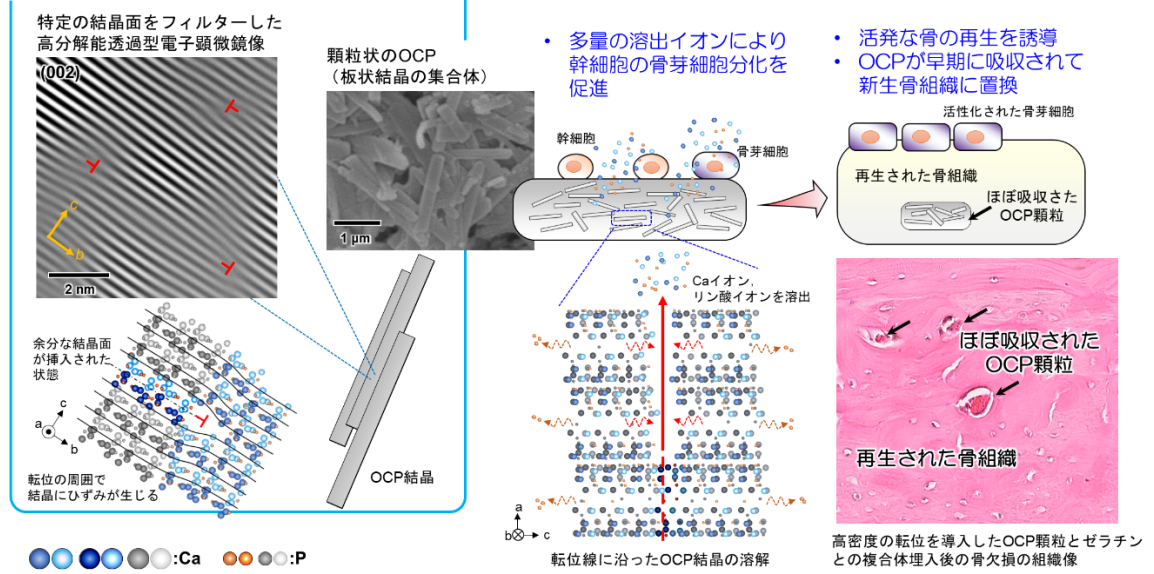 特定の結晶面をフィルターした
高分解能透過型電子顕微鏡像
(002)
c
b
2 nm
顆粒状のOCP
（板状結晶の集合体）
1 µm
余分な結晶面
が挿入された
状態
c
a
b
転位の周囲で
結晶にひずみが生じる
OCP結晶
:Ca
:P
• 多量の溶出イオンにより
幹細胞の骨芽細胞分化を
促進
幹細胞
骨芽細胞
Caイオン,
リン酸イオンを溶出
a
b
c
転位線に沿ったOCP結晶の溶解
• 活発な骨の再生を誘導
• OCPが早期に吸収されて
新生骨組織に置換
活性化された骨芽細胞
再生された骨組織
ほぼ吸収さた
OCP顆粒
ほぼ吸収された
OCP顆粒
再生された骨組織
高密度の転位を導入したOCP顆粒とゼラチン
との複合体埋入後の骨欠損の組織像